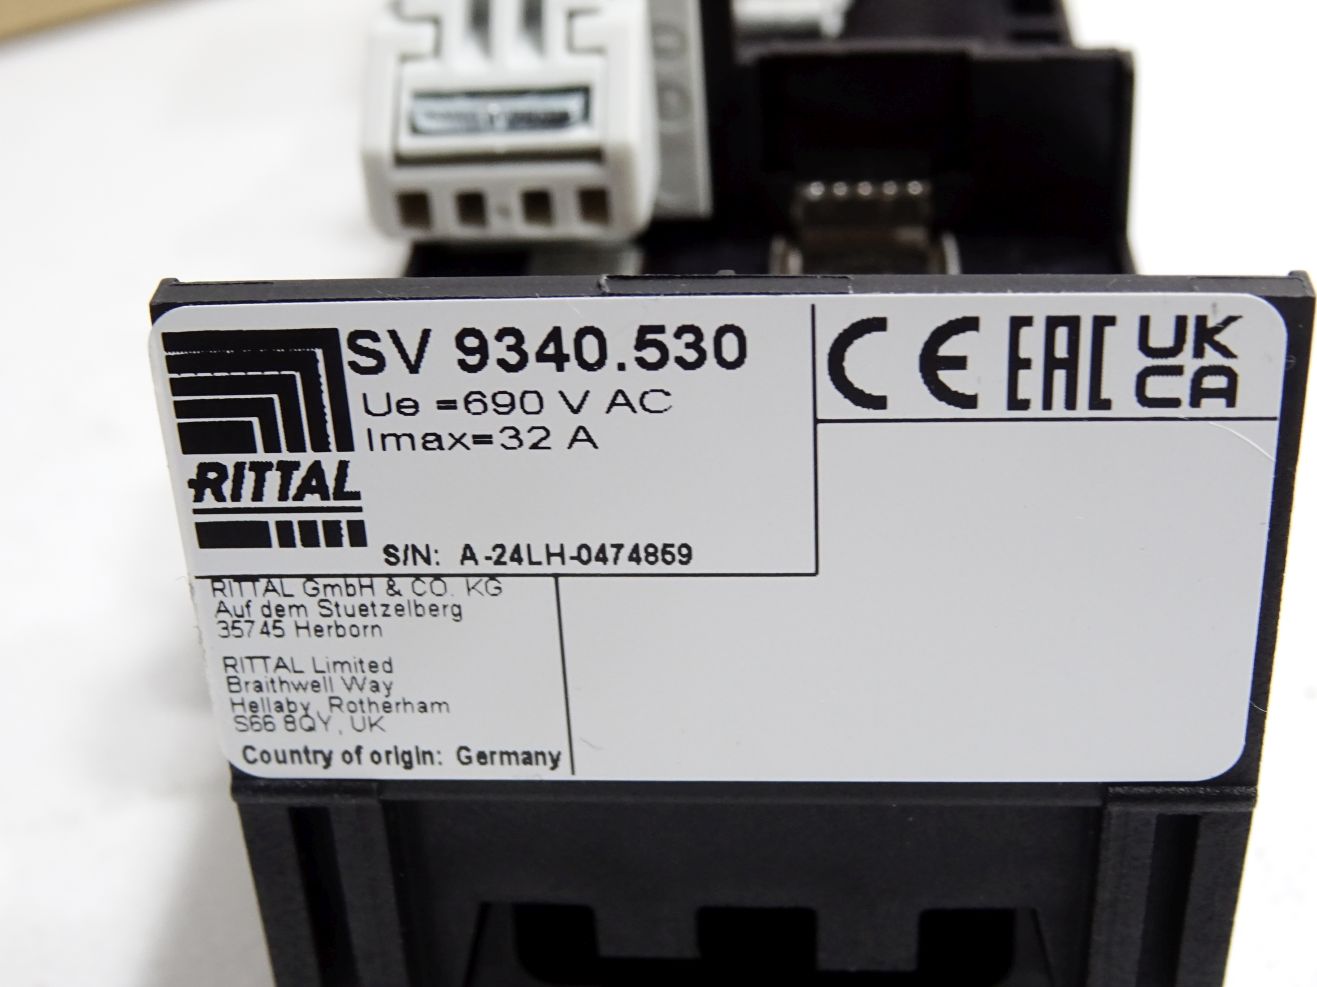 SV 9340.530
Ue =690 V AC
Imax=32 A
RITTAL
S/N: A-24LH-0474859
CE EAC UK
CA
RITTAL GmbH & CO. KG
Auf dem Stuetzelberg
35745 Herborn
RITTAL Limited
Braithwell Way
Hellaby, Rotherham
S66 8QY, UK
Country of origin: Germany